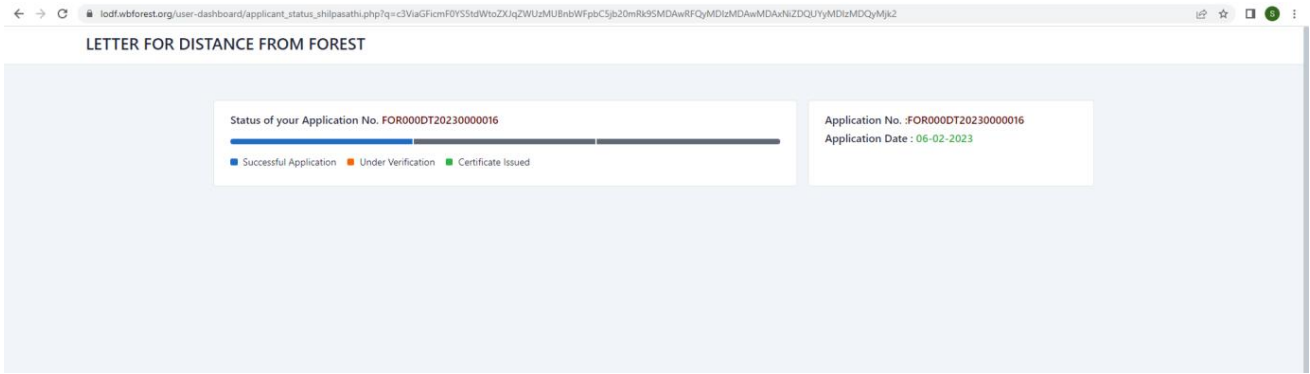 lodf.wbforest.org/user-dashboard/applicant_status_shilpasathi.php?q=c3ViaGFicmF0YS5tdWtoZXJqZWUzMUBnbWFpbC5jb20mRk9SMDAwRFQyMDIzMDAwMDAxNiZDQUYyMDIzMDQyMjk2
S
LETTER FOR DISTANCE FROM FOREST
Status of your Application No. FOR000DT20230000016
Successful Application Under Verification Certificate Issued
Application No. :FOR000DT20230000016
Application Date : 06-02-2023